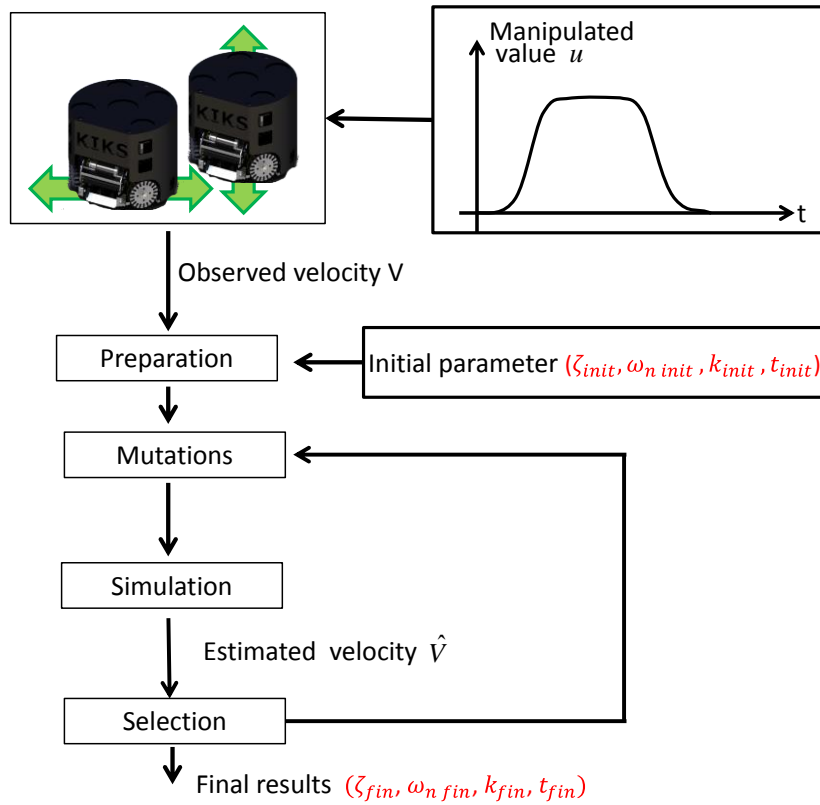 Manipulated
value u
KIKS
KIKS
t
Observed velocity V
Preparation
Initial parameter (ζinit, ωn init , kinit , tinit)
Mutations
Simulation
Estimated velocity V̂
Selection
Final results (ζfin, ωn fin, kfin, tfin)